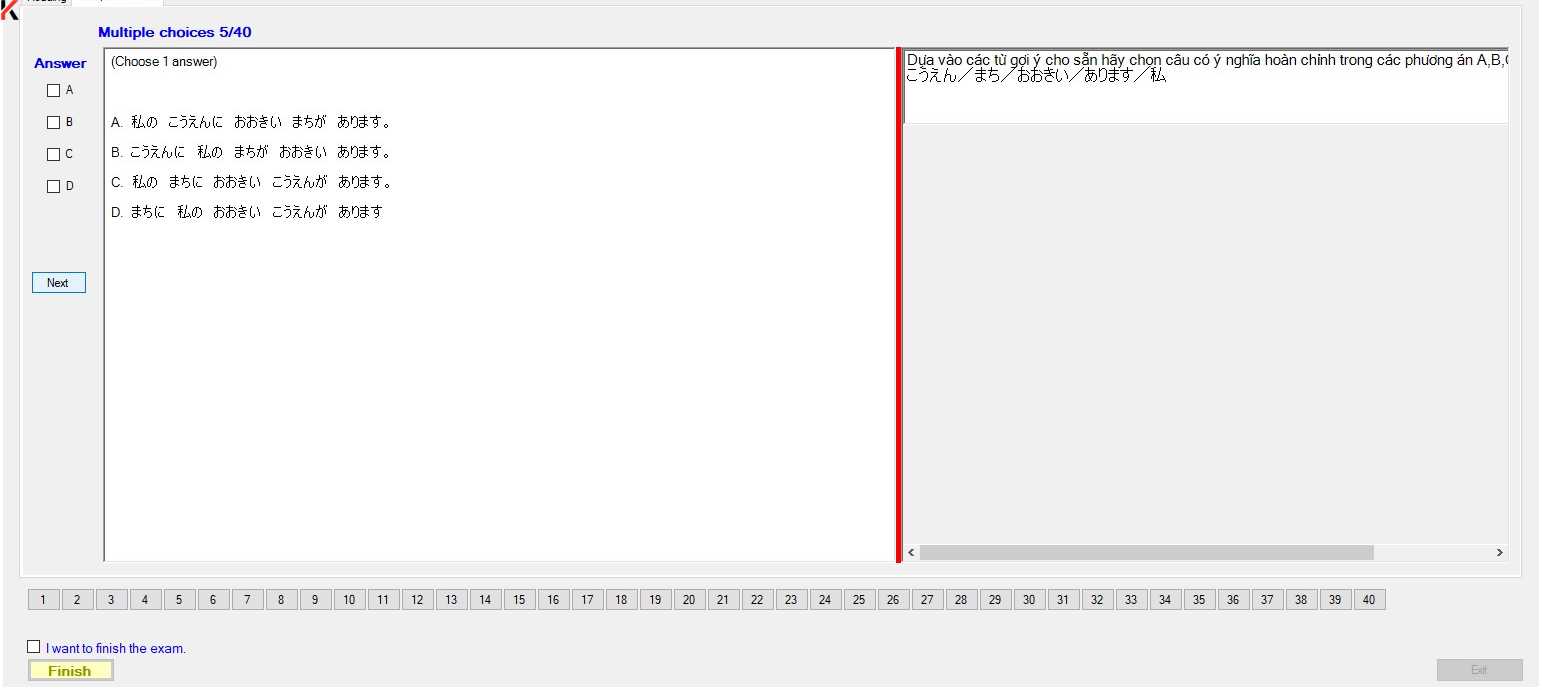 Multiple choices 5/40
Answer
A
B
C
D
Next
(Choose 1 answer)
A. 私の こうえんに おおきい まちが あります。
B. こうえんに 私の まちが おおきい あります。
C. 私の まちに おおきい こうえんが あります。
D. まちに 私の おおきい こうえんが あります
Dựa vào các từ gợi ý cho sẵn hãy chọn câu có ý nghĩa hoàn chỉnh trong các phương án A,B,
こうえん／まち／おおきい／あります／私
1 2 3 4 5 6 7 8 9 10 11 12 13 14 15 16 17 18 19 20 21 22 23 24 25 26 27 28 29 30 31 32 33 34 35 36 37 38 39 40
I want to finish the exam.
Finish
Exit